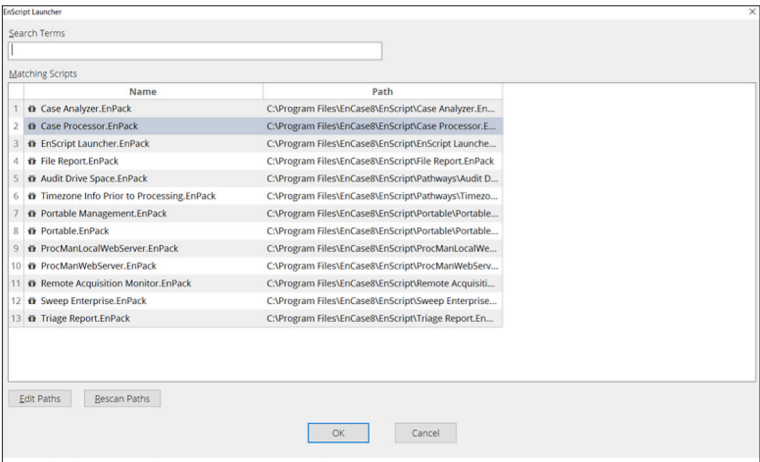 EnScript Launcher
Search Terms
Matching Scripts
Name Path
1 Case Analyzer.EnPack C:\Program Files\EnCase8\EnScript\Case Analyzer.En...
2 Case Processor.EnPack C:\Program Files\EnCase8\EnScript\Case Processor.E...
3 EnScript Launcher.EnPack C:\Program Files\EnCase8\EnScript\EnScript Launche...
4 File Report.EnPack C:\Program Files\EnCase8\EnScript\File Report.EnPack
5 Audit Drive Space.EnPack C:\Program Files\EnCase8\EnScript\Pathways\Audit D...
6 Timezone Info Prior to Processing.EnPack C:\Program Files\EnCase8\EnScript\Pathways\Timezo...
7 Portable Management.EnPack C:\Program Files\EnCase8\EnScript\Portable\Portable...
8 Portable.EnPack C:\Program Files\EnCase8\EnScript\Portable\Portable...
9 ProcManLocalWebServer.EnPack C:\Program Files\EnCase8\EnScript\ProcManLocalWe...
10 ProcManWebServer.EnPack C:\Program Files\EnCase8\EnScript\ProcManWebServ...
11 Remote Acquisition Monitor.EnPack C:\Program Files\EnCase8\EnScript\Remote Acquisiti...
12 Sweep Enterprise.EnPack C:\Program Files\EnCase8\EnScript\Sweep Enterprise...
13 Triage Report.EnPack C:\Program Files\EnCase8\EnScript\Triage Report.En...
Edit Paths Rescan Paths
OK Cancel